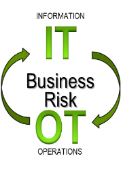 INFORMATION
IT
Business
Risk
OT
OPERATIONS